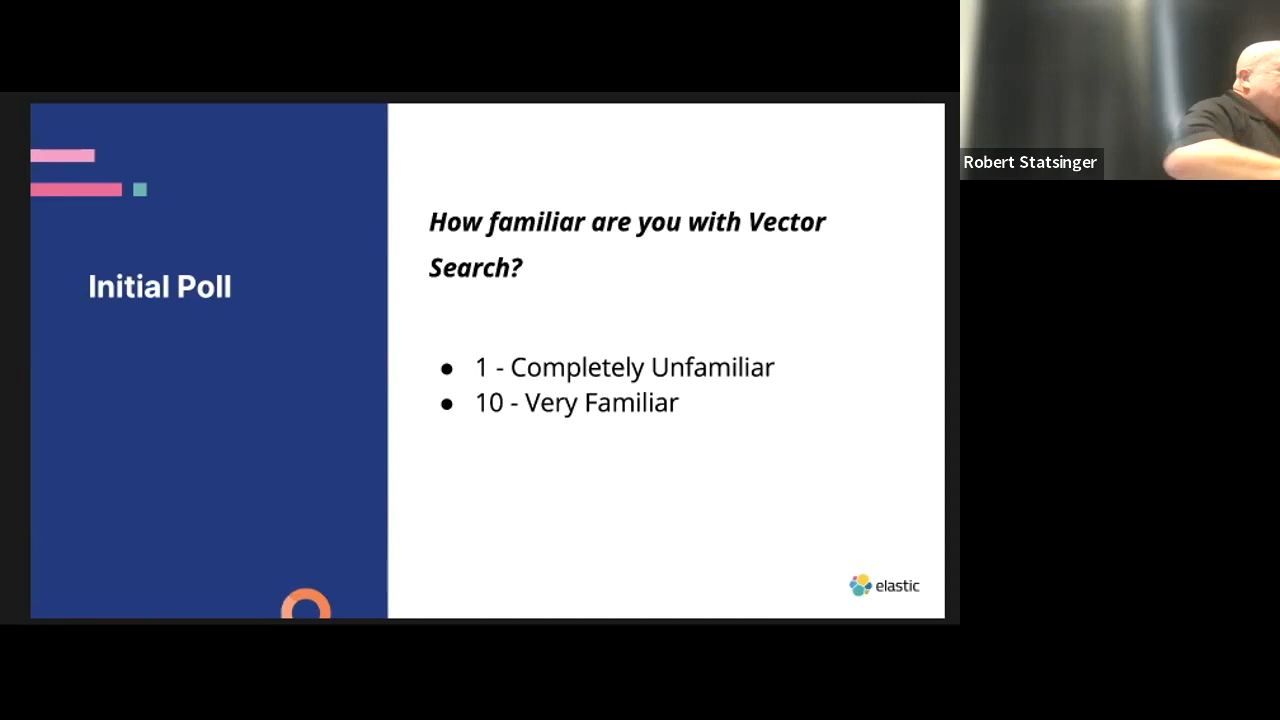 Initial Poll
How familiar are you with Vector
Search?
● 1 - Completely Unfamiliar
● 10 - Very Familiar
elastic
Robert Statsinger